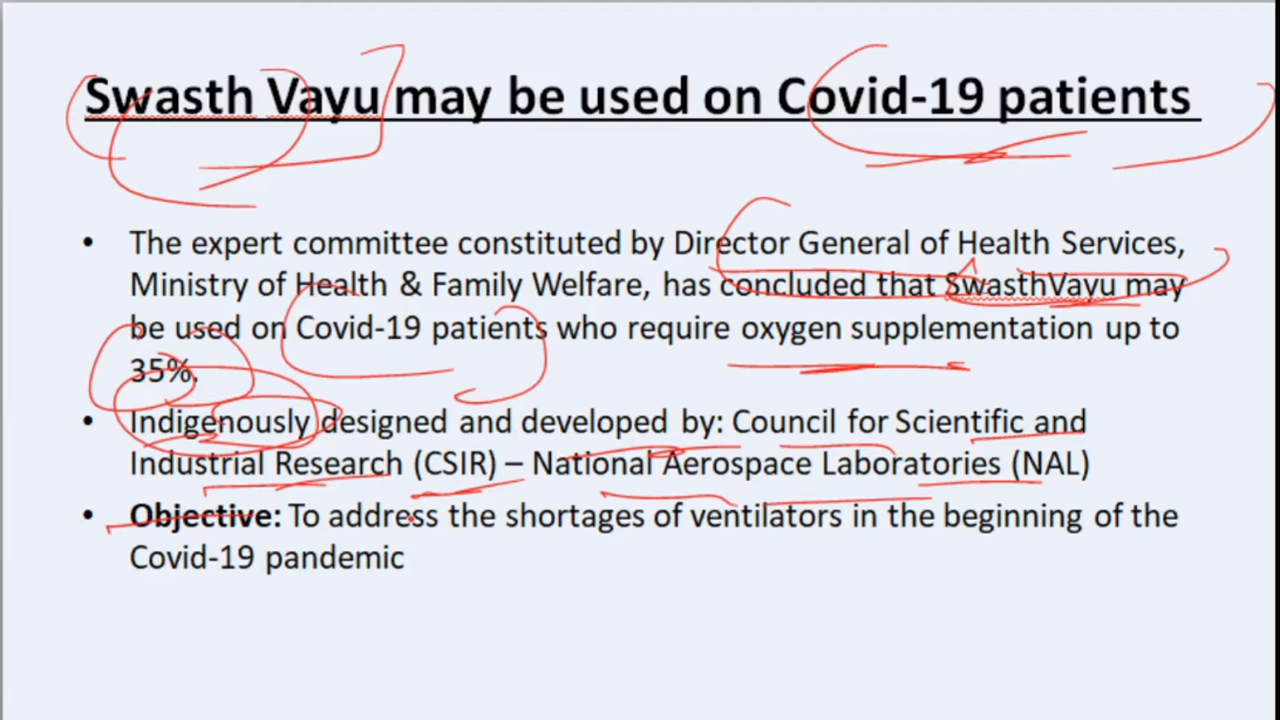 Swasth Vayu may be used on Covid-19 patients
• The expert committee constituted by Director General of Health Services,
Ministry of Health & Family Welfare, has concluded that SwasthVayu may
be used on Covid-19 patients who require oxygen supplementation up to
35%.
• Indigenously designed and developed by: Council for Scientific and
Industrial Research (CSIR) – National Aerospace Laboratories (NAL)
• Objective: To address the shortages of ventilators in the beginning of the
Covid-19 pandemic